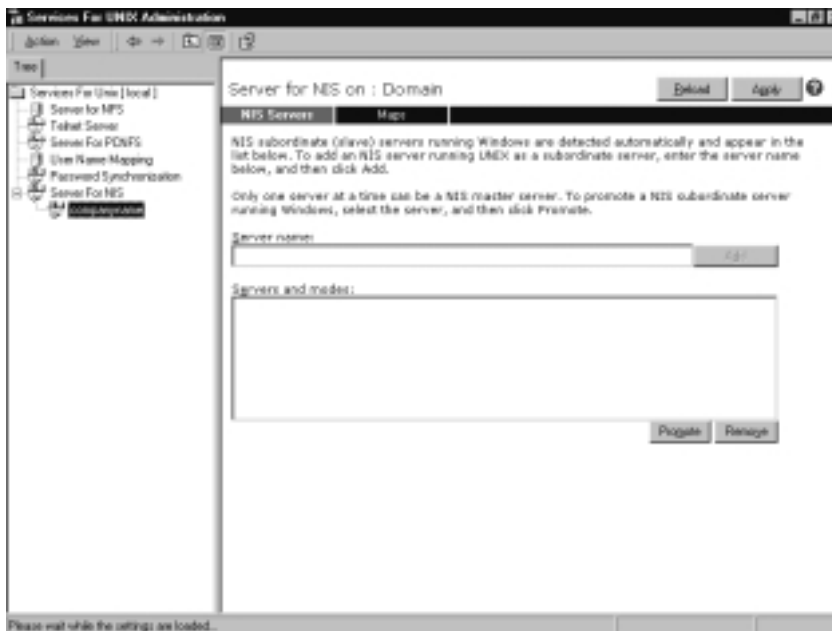 Services For UNIX Administration
Action View
Tree
Services For Unix [local]
Server for NFS
Telnet Server
Server For PCNFS
User Name Mapping
Password Synchronization
Server For NIS
Server for NIS on : Domain
Reload Apply
NIS Servers Maps
NIS subordinate (slave) servers running Windows are detected automatically and appear in the
list below. To add an NIS server running UNIX as a subordinate server, enter the server name
below, and then click Add.
Only one server at a time can be a NIS master server. To promote a NIS subordinate server
running Windows, select the server, and then click Promote.
Server name:
Add
Servers and modes:
Promote Remove
Please wait while the settings are loaded...